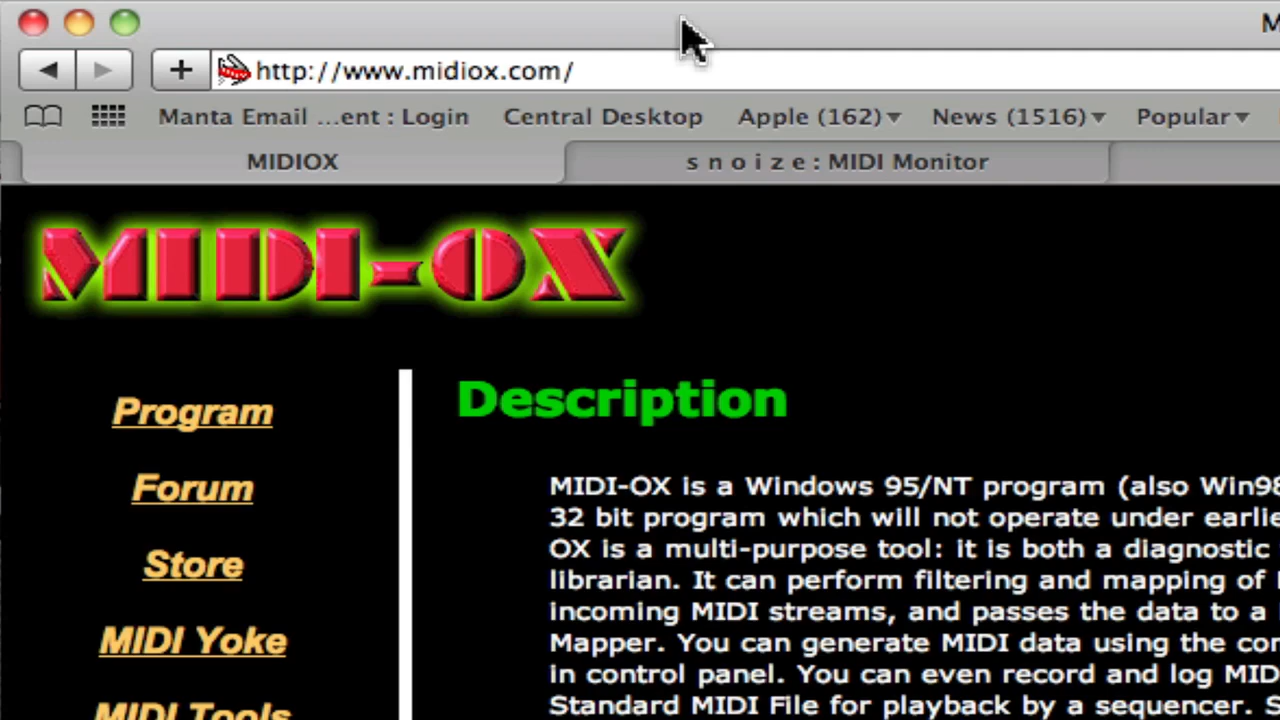 M
http://www.midiox.com/
Manta Email ...ent : Login Central Desktop Apple (162) News (1516) Popular
MIDIOX s n o i z e : MIDI Monitor
MIDI-OX
Program
Forum
Store
MIDI Yoke
MIDI Tools
Description
MIDI-OX is a Windows 95/NT program (also Win98
32 bit program which will not operate under earlie
OX is a multi-purpose tool: it is both a diagnostic
librarian. It can perform filtering and mapping of
incoming MIDI streams, and passes the data to a
Mapper. You can generate MIDI data using the con
in control panel. You can even record and log MID
Standard MIDI File for playback by a sequencer. S